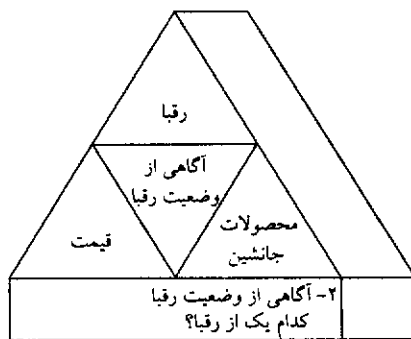 رقبا
آگاهی از
وضعیت رقبا
قیمت
محصولات
جانشین
۲- آگاهی از وضعیت رقبا
کدام یک از رقبا؟